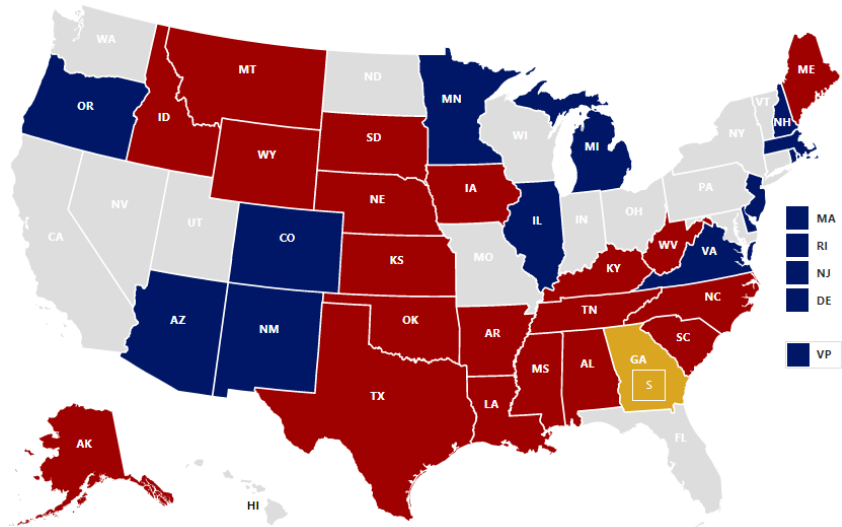 WA
MT
ND
MN
ME
VT
NH
OR
ID
SD
WI
MI
NY
WY
IA
PA
NE
NV
UT
CO
IL
IN
OH
MA
CA
KS
MO
WV
VA
RI
KY
NJ
NC
DE
AZ
NM
OK
AR
TN
SC
MS
AL
GA
VP
S
TX
LA
FL
AK
HI